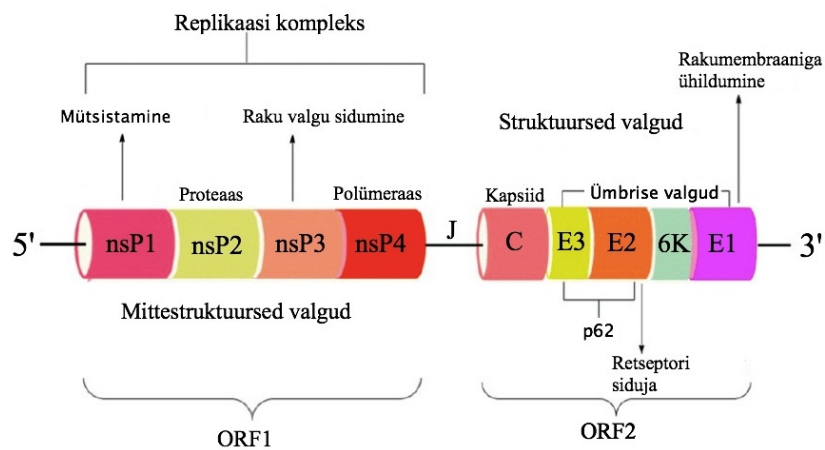 Replikaasi kompleks
Rakumembraaniga
ühildumine
Mütsistamine
Raku valgu sidumine
Struktuursed valgud
Proteaas
Polümeraas
Kapsiid
Ümbrise valgud
5'
nsP1
nsP2
nsP3
nsP4
J
C
E3
E2
6K
E1
3'
Mittestruktuursed valgud
p62
Retseptori
siduja
ORF1
ORF2